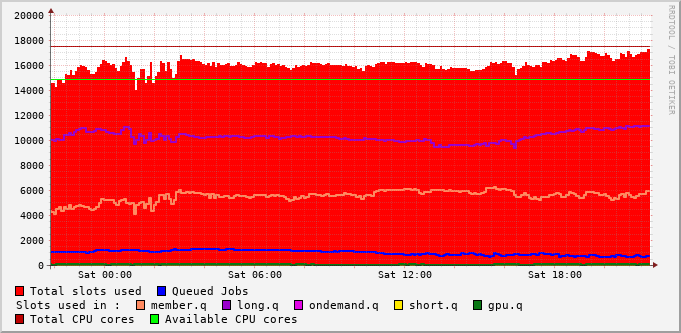 20000
18000
16000
14000
12000
10000
8000
6000
4000
2000
0
Sat 00:00 Sat 06:00 Sat 12:00 Sat 18:00
RRDTOOL / TOBI OETIKER
Total slots used Queued Jobs
Slots used in : member.q long.q ondemand.q short.q gpu.q
Total CPU cores Available CPU cores